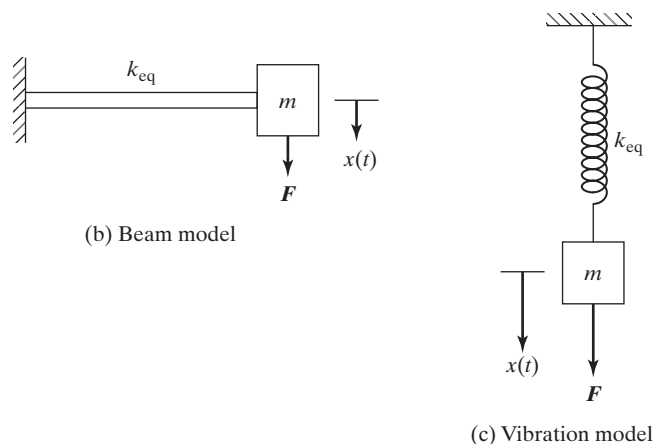 k_eq
m
x(t)
F
(b) Beam model
k_eq
m
x(t)
F
(c) Vibration model